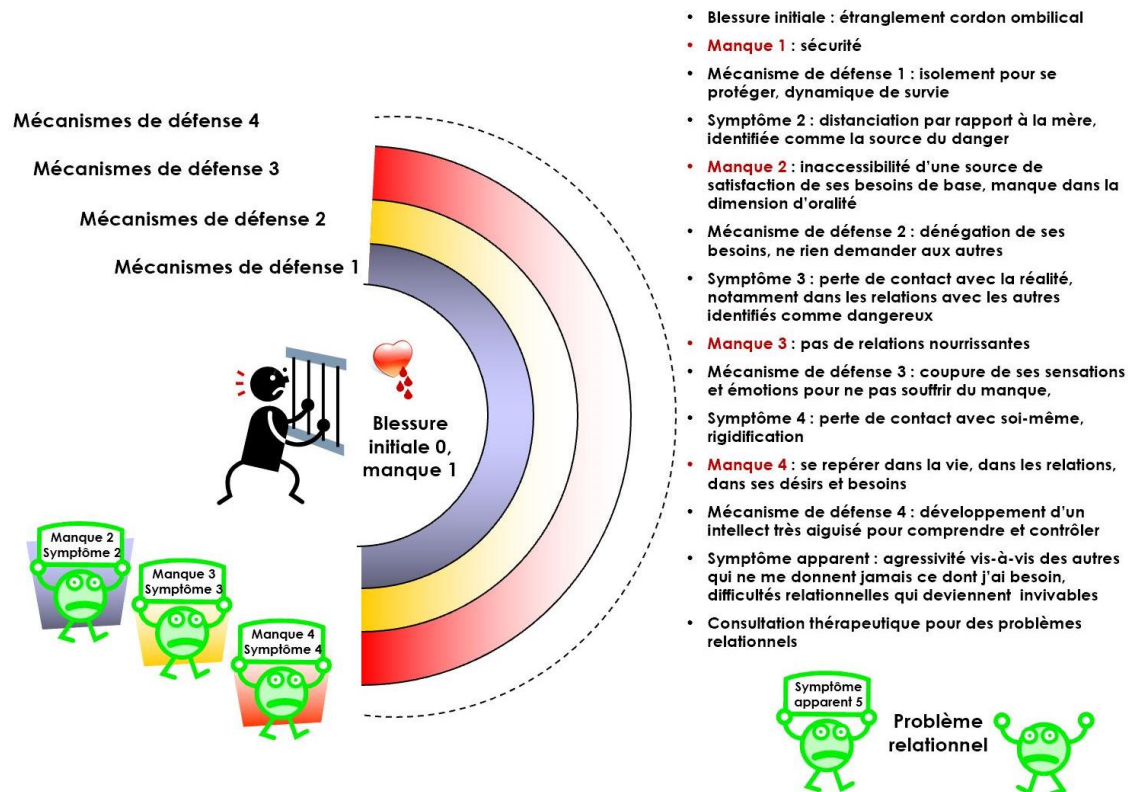 Mécanismes de défense 4
Mécanismes de défense 3
Mécanismes de défense 2
Mécanismes de défense 1
Blessure
initiale 0,
manque 1
Manque 2
Symptôme 2
Manque 3
Symptôme 3
Manque 4
Symptôme 4
• Blessure initiale : étranglement cordon ombilical
• Manque 1 : sécurité
• Mécanisme de défense 1 : isolement pour se
protéger, dynamique de survie
• Symptôme 2 : distanciation par rapport à la mère,
identifiée comme la source du danger
• Manque 2 : inaccessibilité d'une source de
satisfaction de ses besoins de base, manque dans la
dimension d'oralité
• Mécanisme de défense 2 : dénégation de ses
besoins, ne rien demander aux autres
• Symptôme 3 : perte de contact avec la réalité,
notamment dans les relations avec les autres
identifiés comme dangereux
• Manque 3 : pas de relations nourrissantes
• Mécanisme de défense 3 : coupure de ses sensations
et émotions pour ne pas souffrir du manque,
• Symptôme 4 : perte de contact avec soi-même,
rigidification
• Manque 4 : se repérer dans la vie, dans les relations,
dans ses désirs et besoins
• Mécanisme de défense 4 : développement d'un
intellect très aiguisé pour comprendre et contrôler
• Symptôme apparent : agressivité vis-à-vis des autres
qui ne me donnent jamais ce dont j'ai besoin,
difficultés relationnelles qui deviennent invivables
• Consultation thérapeutique pour des problèmes
relationnels
Symptôme
apparent 5
Problème
relationnel